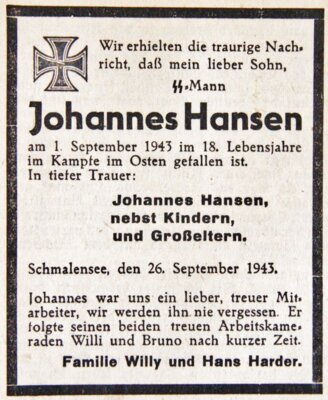 Wir erhielten die traurige Nach-
richt, daß mein lieber Sohn,
ᛋᛋ-Mann
Johannes Hansen
am 1. September 1943 im 18. Lebensjahre
im Kampfe im Osten gefallen ist.
In tiefer Trauer:
Johannes Hansen,
nebst Kindern,
und Großeltern.
Schmalensee, den 26. September 1943.
Johannes war uns ein lieber, treuer Mit-
arbeiter, wir werden ihn nie vergessen. Er
folgte seinen beiden treuen Arbeitskame-
raden Willi und Bruno nach kurzer Zeit.
Familie Willy und Hans Harder.